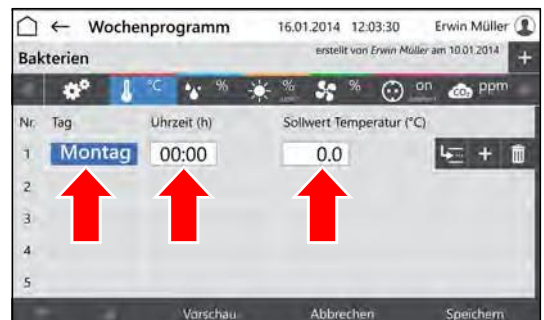 ← Wochenprogramm 16.01.2014 12:03:30 Erwin Müller
Bakterien erstellt von Erwin Müller am 10.01.2014 +
°C % % % on ppm
CO₂
Nr. Tag Uhrzeit (h) Sollwert Temperatur (°C)
1 Montag 00:00 0.0 +
2
3
4
5
Vorschau Abbrechen Speichern